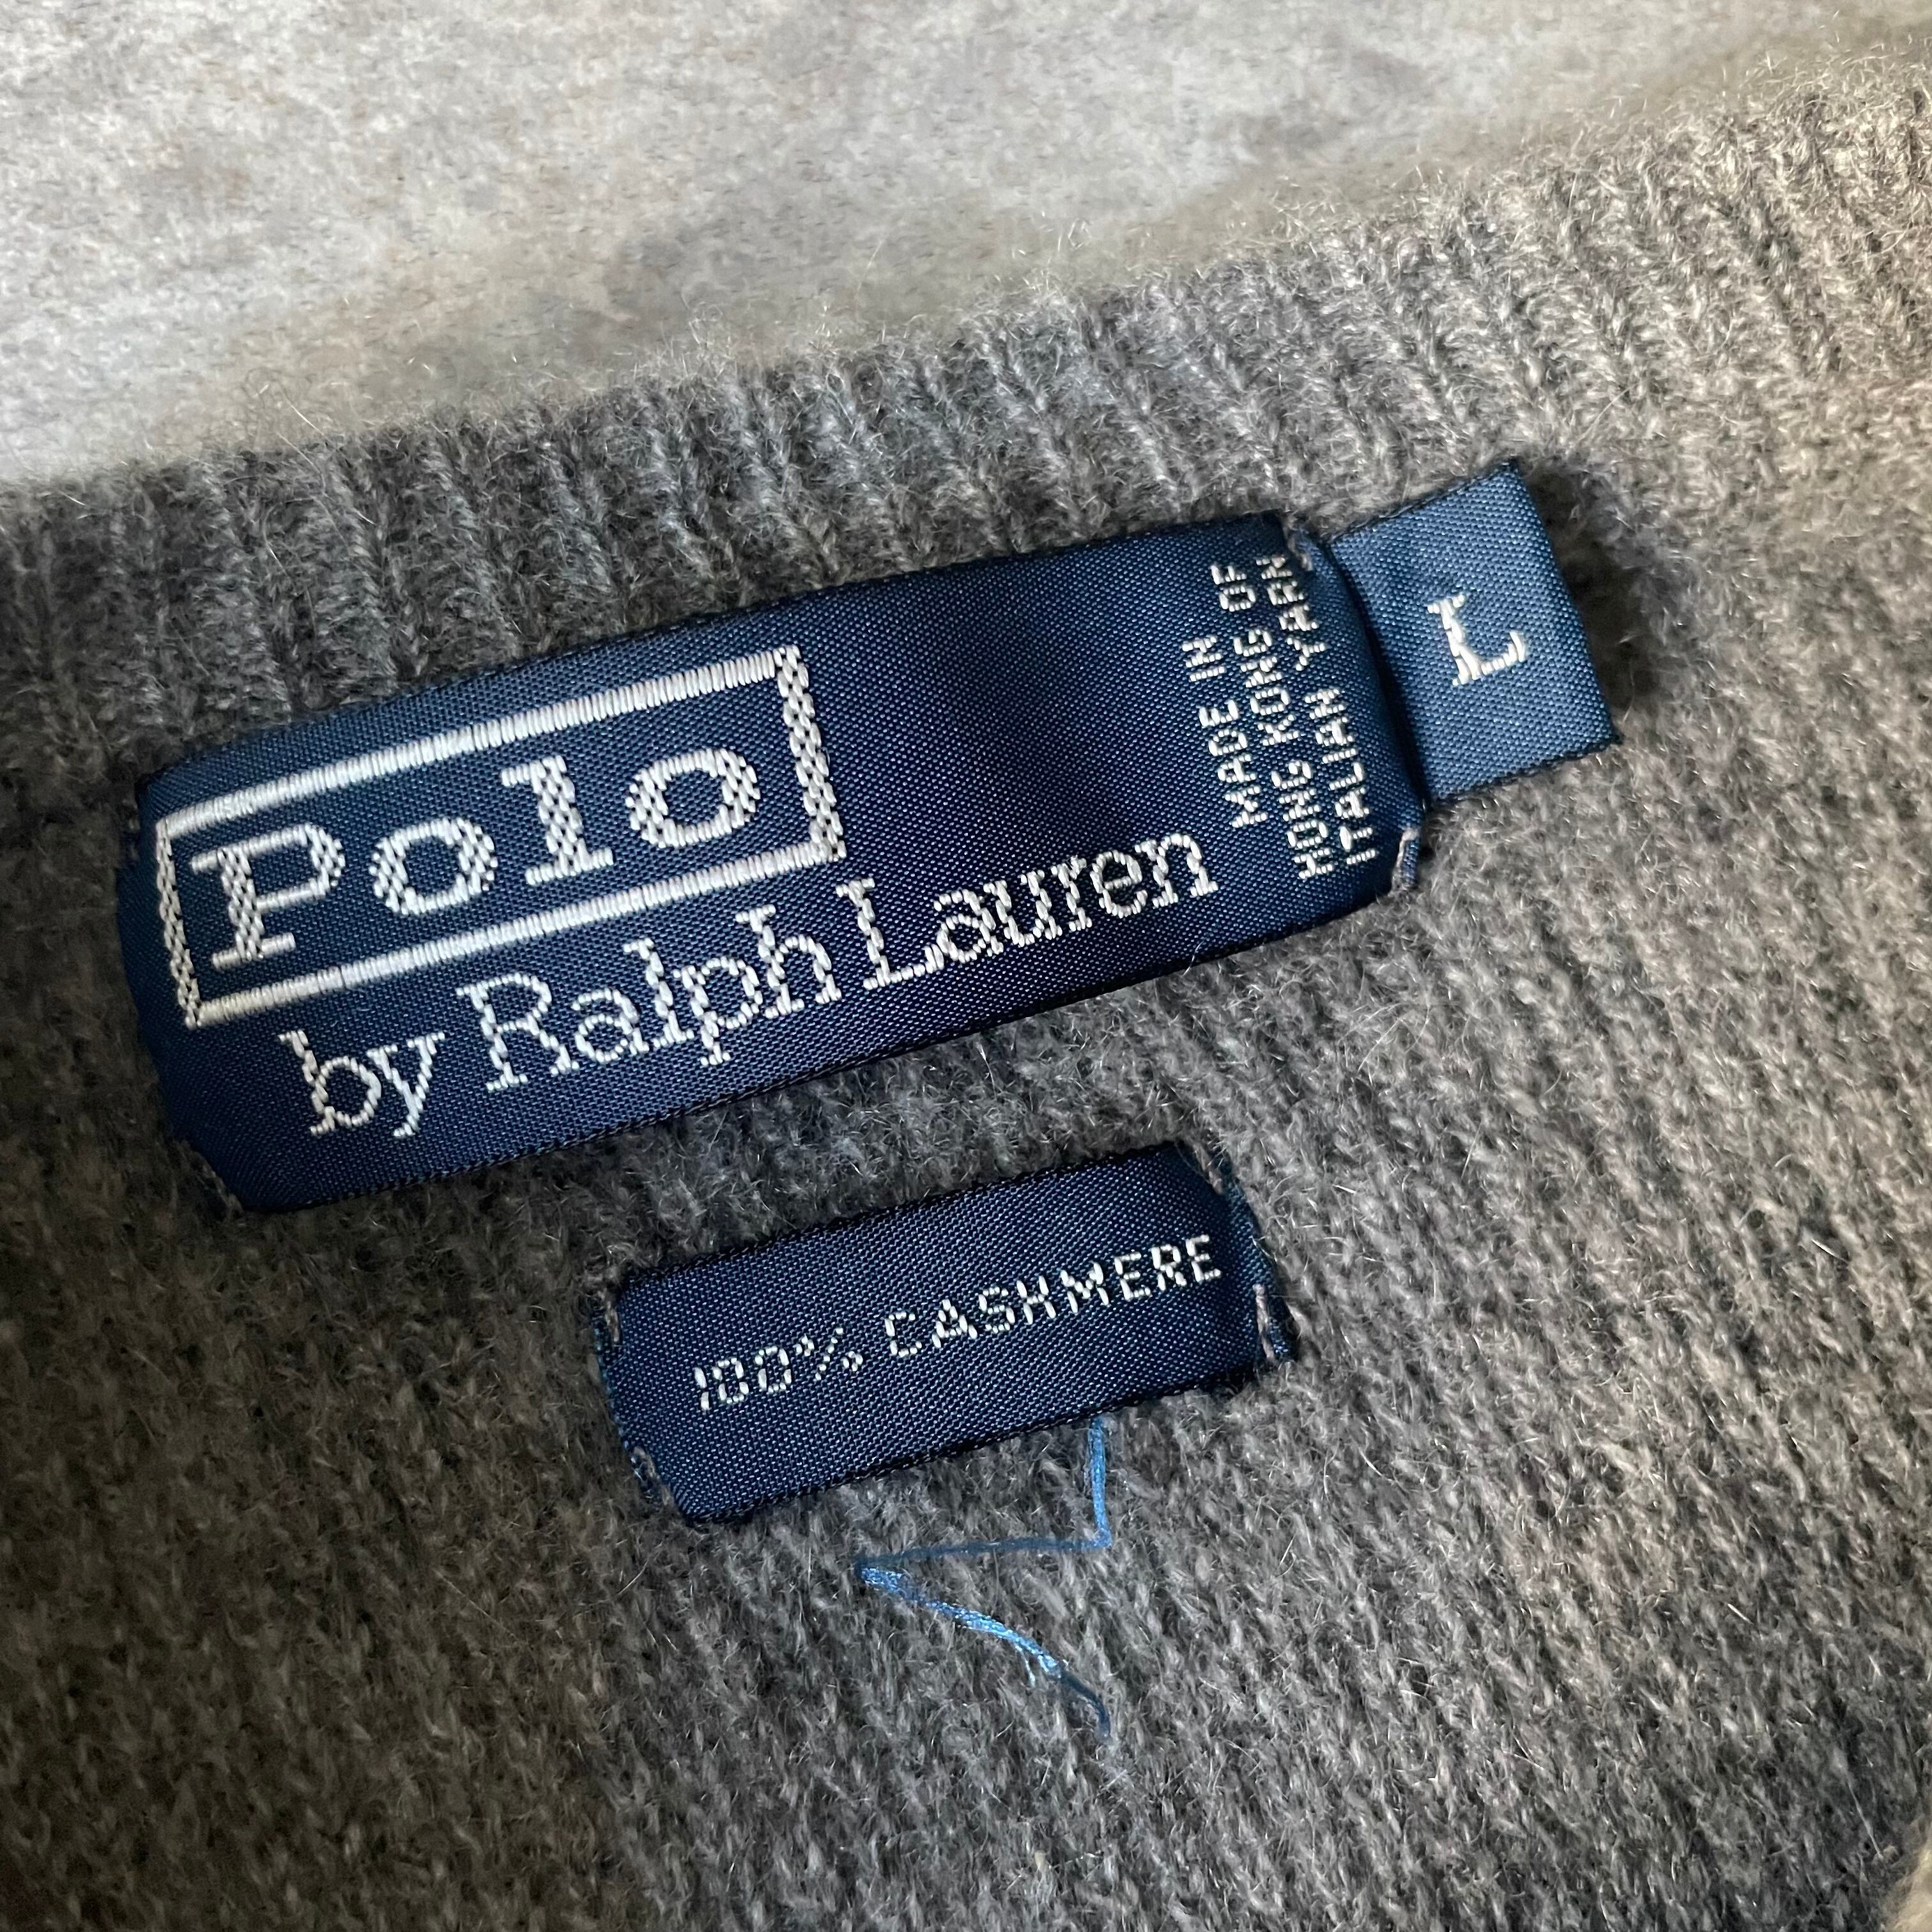 Polo
by Ralph Lauren
MADE IN
HONG KONG OF
ITALIAN YARN
L
100% CASHMERE